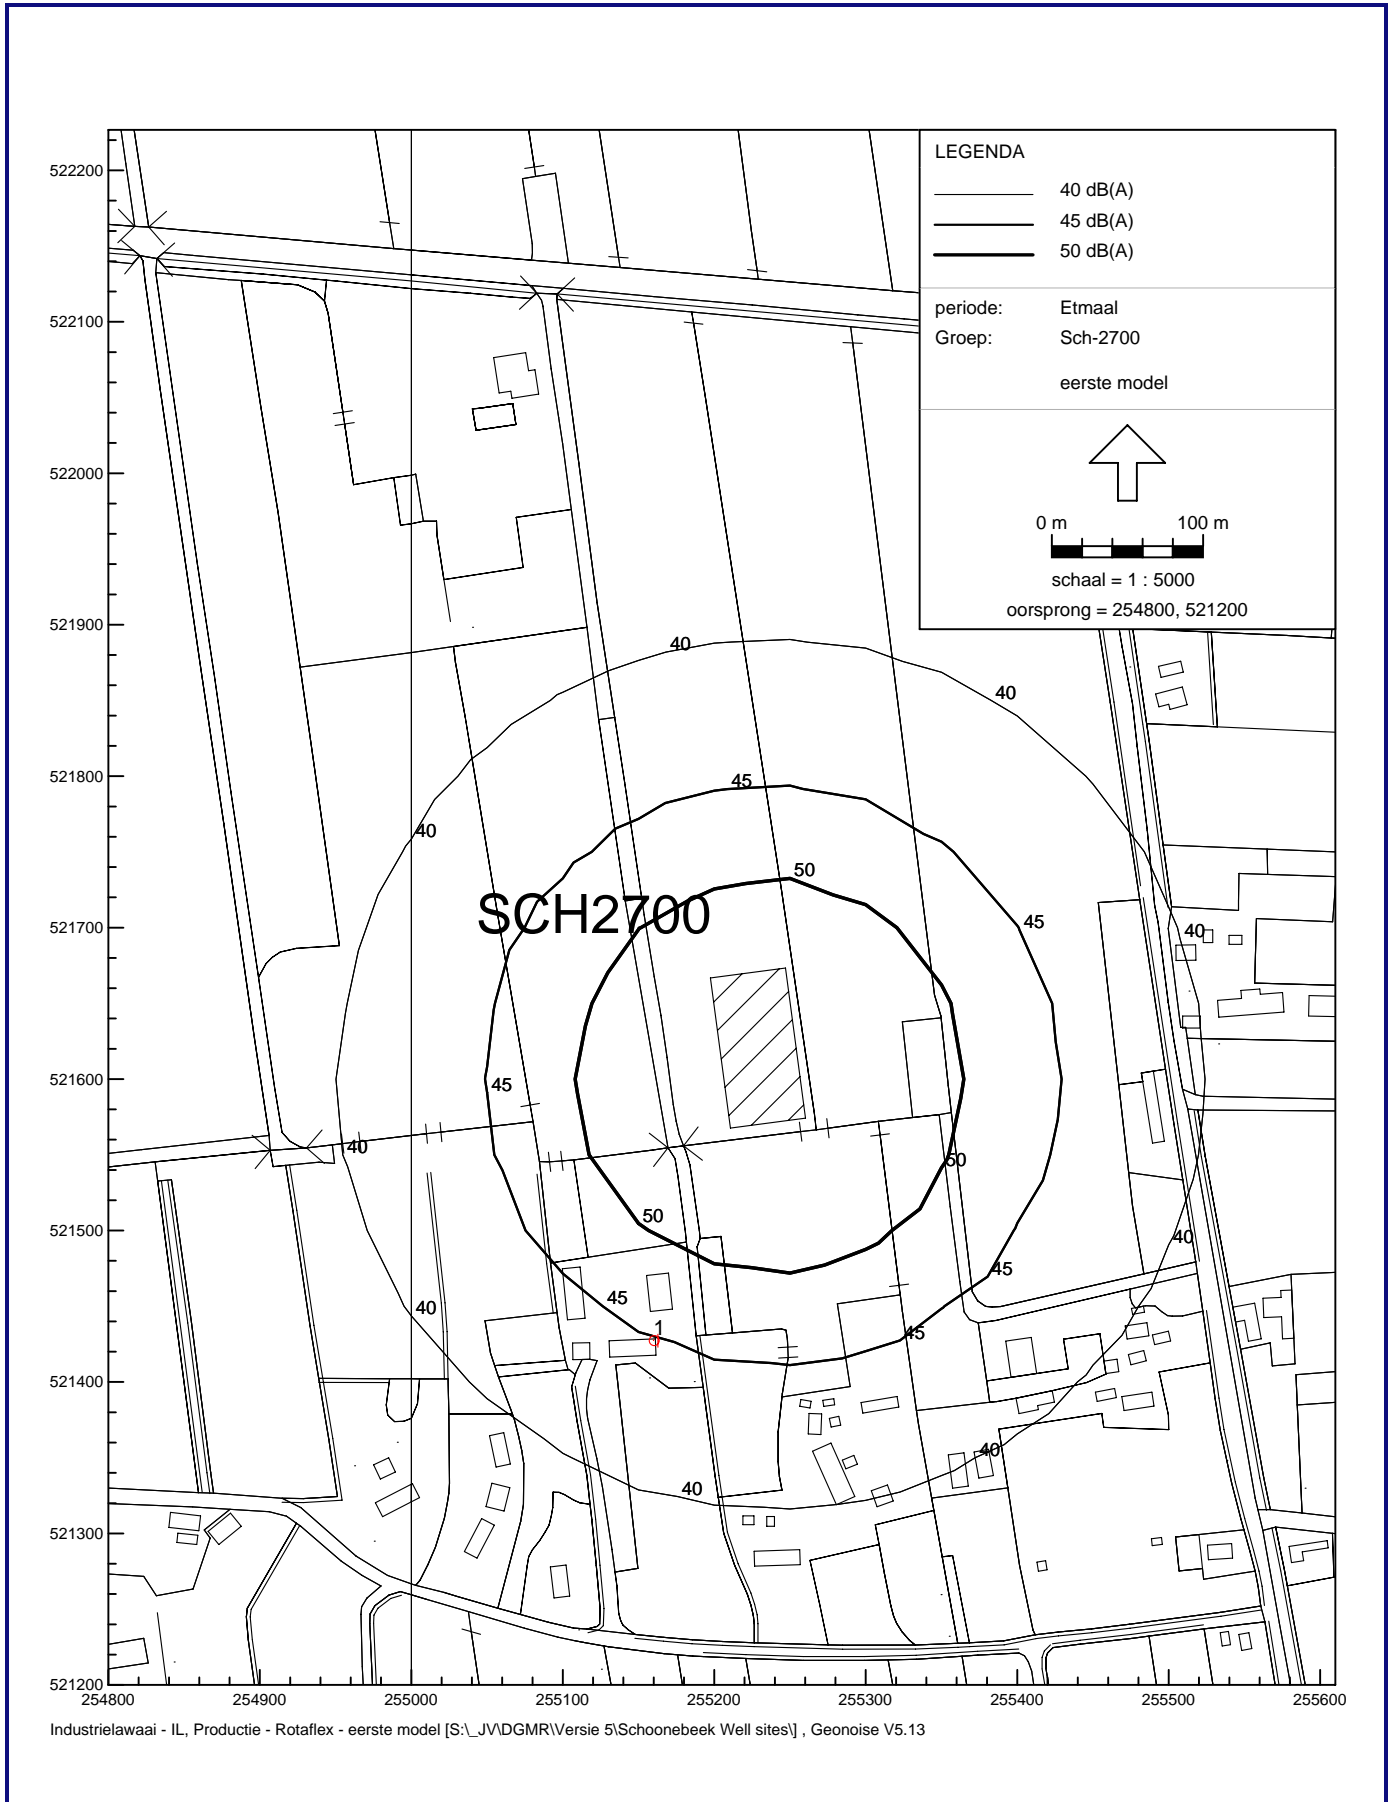 LEGENDA
40 dB(A)
45 dB(A)
50 dB(A)
periode: Etmaal
Groep: Sch-2700
eerste model
0 m 100 m
schaal = 1 : 5000
oorsprong = 254800, 521200
522200
522100
522000
521900
521800
521700
521600
521500
521400
521300
521200
40
40
45
40
50
SCH2700
45
40
45
40
50
50
40
45
45
40
1
45
40
40
254800 254900 255000 255100 255200 255300 255400 255500 255600
Industrielawaai - IL, Productie - Rotaflex - eerste model [S:\_JV\DGMR\Versie 5\Schoonebeek Well sites\] , Geonoise V5.13